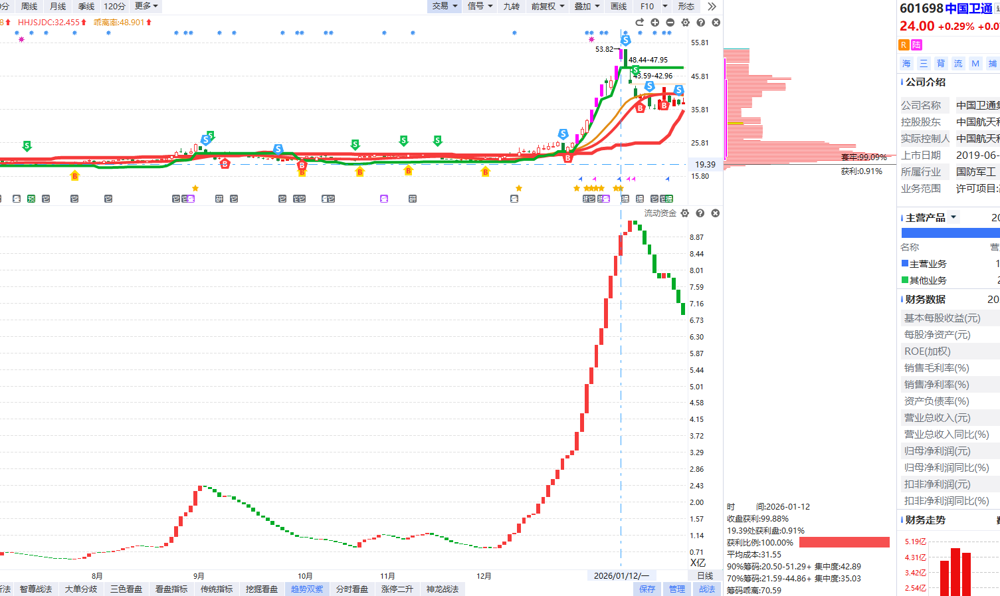 周线 月线 季线 120分 更多
交易 信号 九转 前复权 叠加 画线 F10 形态
HHJSJDC:32.455 乖离率:48.901
53.82
48.44-47.95
43.59-42.96
55.81
45.81
35.81
25.81
19.39
15.80
流动资金
8.87
8.44
8.01
7.59
7.16
6.73
6.30
5.87
5.44
5.01
4.58
4.15
3.72
3.29
2.86
2.43
2.00
1.57
1.14
0.71
X亿
8月 9月 10月 11月 12月 2026/01/12/一 日线
智尊战法 大单分歧 三色看盘 看盘指标 传统指标 挖掘看盘 趋势双紫 分时看盘 涨停二升 神龙战法 保存 管理 战法
套牢:99.09%
获利:0.91%
时 间:2026-01-12
收盘获利:99.88%
19.39处获利盘:0.91%
获利比例:100.00%
平均成本:31.55
90%筹码:20.50-51.29+ 集中度:42.89
70%筹码:21.59-44.86+ 集中度:35.03
筹码乖离:70.59
601698 中国卫通
24.00 +0.29%
R 陆
海 三 背 流 M 捕
公司介绍
公司名称 中国卫通
控股股东 中国航天
实际控制人 中国航天
上市日期 2019-06-
所属行业 国防军工
业务范围 许可项目:
主营产品
名称
主营业务
其他业务
财务数据
基本每股收益(元)
每股净资产(元)
ROE(加权)
销售毛利率(%)
销售净利率(%)
资产负债率(%)
营业总收入(元)
营业总收入同比(%)
归母净利润(元)
归母净利润同比(%)
扣非净利润(元)
扣非净利润同比(%)
财务走势
5.19亿
4.31亿
3.42亿
2.54亿